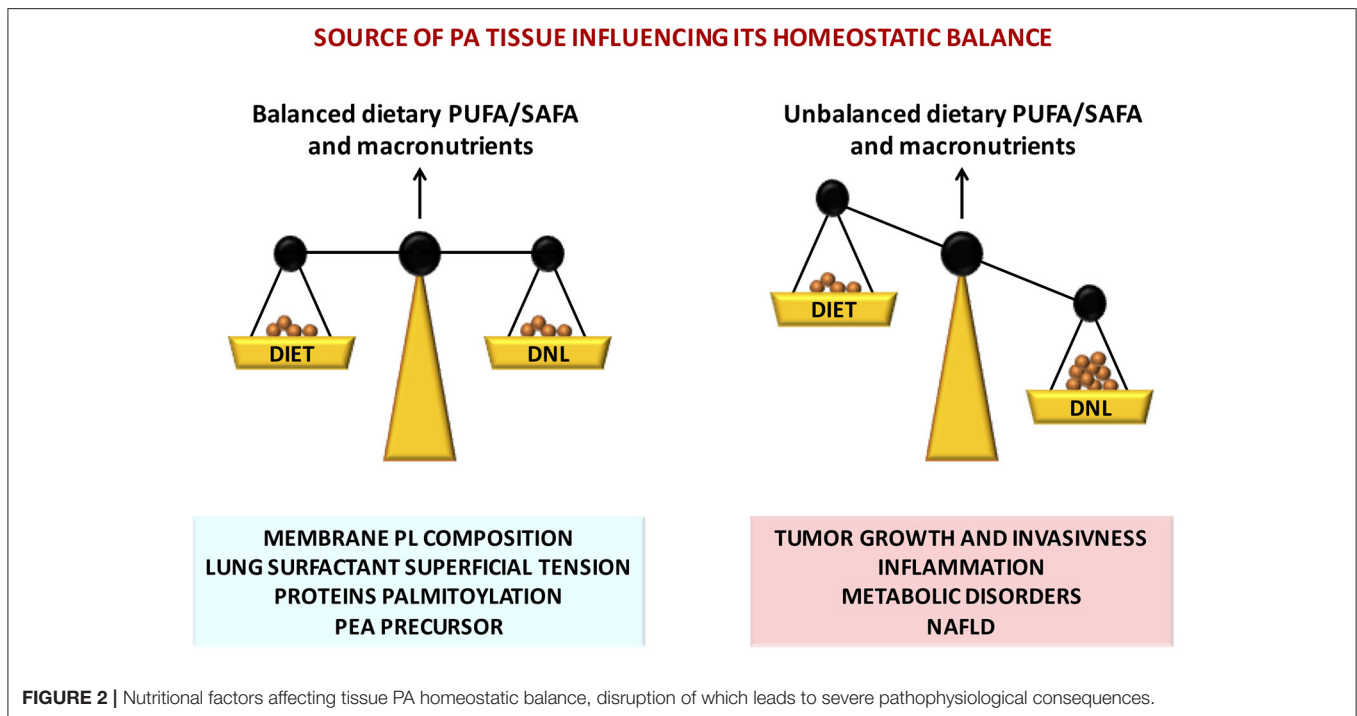 SOURCE OF PA TISSUE INFLUENCING ITS HOMEOSTATIC BALANCE
Balanced dietary PUFA/SAFA
and macronutrients
DIET
DNL
MEMBRANE PL COMPOSITION
LUNG SURFACTANT SUPERFICIAL TENSION
PROTEINS PALMITOYLATION
PEA PRECURSOR
Unbalanced dietary PUFA/SAFA
and macronutrients
DIET
DNL
TUMOR GROWTH AND INVASIVNESS
INFLAMMATION
METABOLIC DISORDERS
NAFLD
FIGURE 2 | Nutritional factors affecting tissue PA homeostatic balance, disruption of which leads to severe pathophysiological consequences.